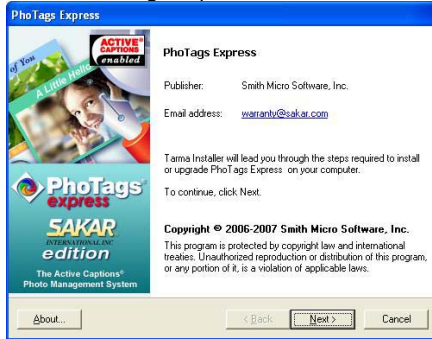 PhoTags Express
of You
A Little Hello
ACTIVE®
CAPTIONS
enabled
PhoTags®
express
SAKAR
INTERNATIONAL, INC
edition
The Active Captions®
Photo Management System
PhoTags Express
Publisher: Smith Micro Software, Inc.
Email address: warranty@sakar.com
Tarma Installer will lead you through the steps required to install
or upgrade PhoTags Express on your computer.
To continue, click Next.
Copyright © 2006-2007 Smith Micro Software, Inc.
This program is protected by copyright law and international
treaties. Unauthorized reproduction or distribution of this program,
or any portion of it, is a violation of applicable laws.
About...
< Back
Next >
Cancel